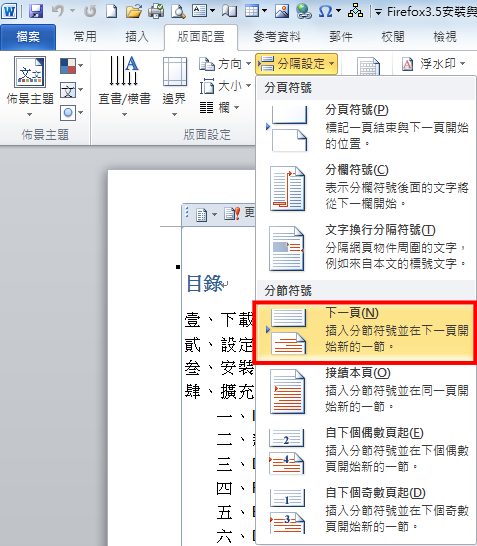 Firefox3.5安裝與
檔案 常用 插入 版面配置 參考資料 郵件 校閱 檢視
佈景主題
直書/橫書
邊界
方向
大小
欄
分隔設定
浮水印
佈景主題 版面設定
分頁符號
分頁符號(P)
標記一頁結束與下一頁開始
的位置。
分欄符號(C)
表示分欄符號後面的文字將
從下一欄開始。
文字換行分隔符號(T)
分隔網頁物件周圍的文字，
例如來自本文的標號文字。
分節符號
下一頁(N)
插入分節符號並在下一頁開
始新的一節。
接續本頁(O)
插入分節符號並在同一頁開
始新的一節。
自下個偶數頁起(E)
插入分節符號並在下個偶數
頁開始新的一節。
自下個奇數頁起(D)
插入分節符號並在下個奇數
頁開始新的一節。
更
目錄
壹、下載
貳、設定
叁、安裝
肆、擴充
一、
二、
三、
四、
五、
六、